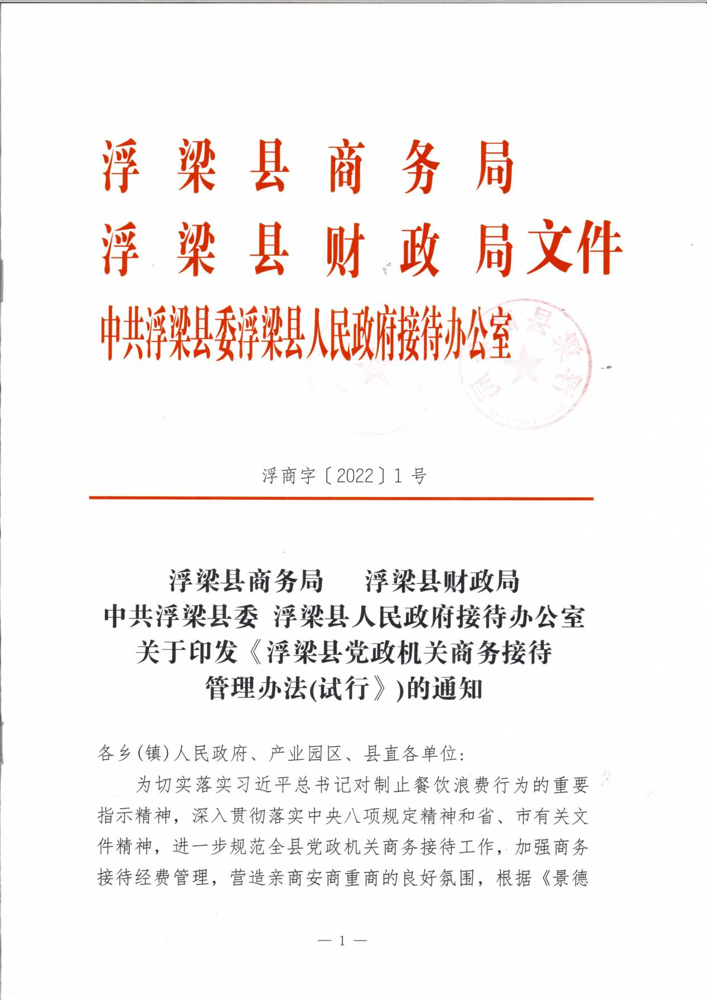 浮梁县商务局
浮梁县财政局文件
中共浮梁县委浮梁县人民政府接待办公室
浮商字〔2022〕1号
浮梁县商务局 浮梁县财政局
中共浮梁县委 浮梁县人民政府接待办公室
关于印发《浮梁县党政机关商务接待
管理办法(试行》)的通知
各乡(镇)人民政府、产业园区、县直各单位:
为切实落实习近平总书记对制止餐饮浪费行为的重要
指示精神，深入贯彻落实中央八项规定精神和省、市有关文
件精神，进一步规范全县党政机关商务接待工作，加强商务
接待经费管理，营造亲商安商重商的良好氛围，根据《景德
— 1 —